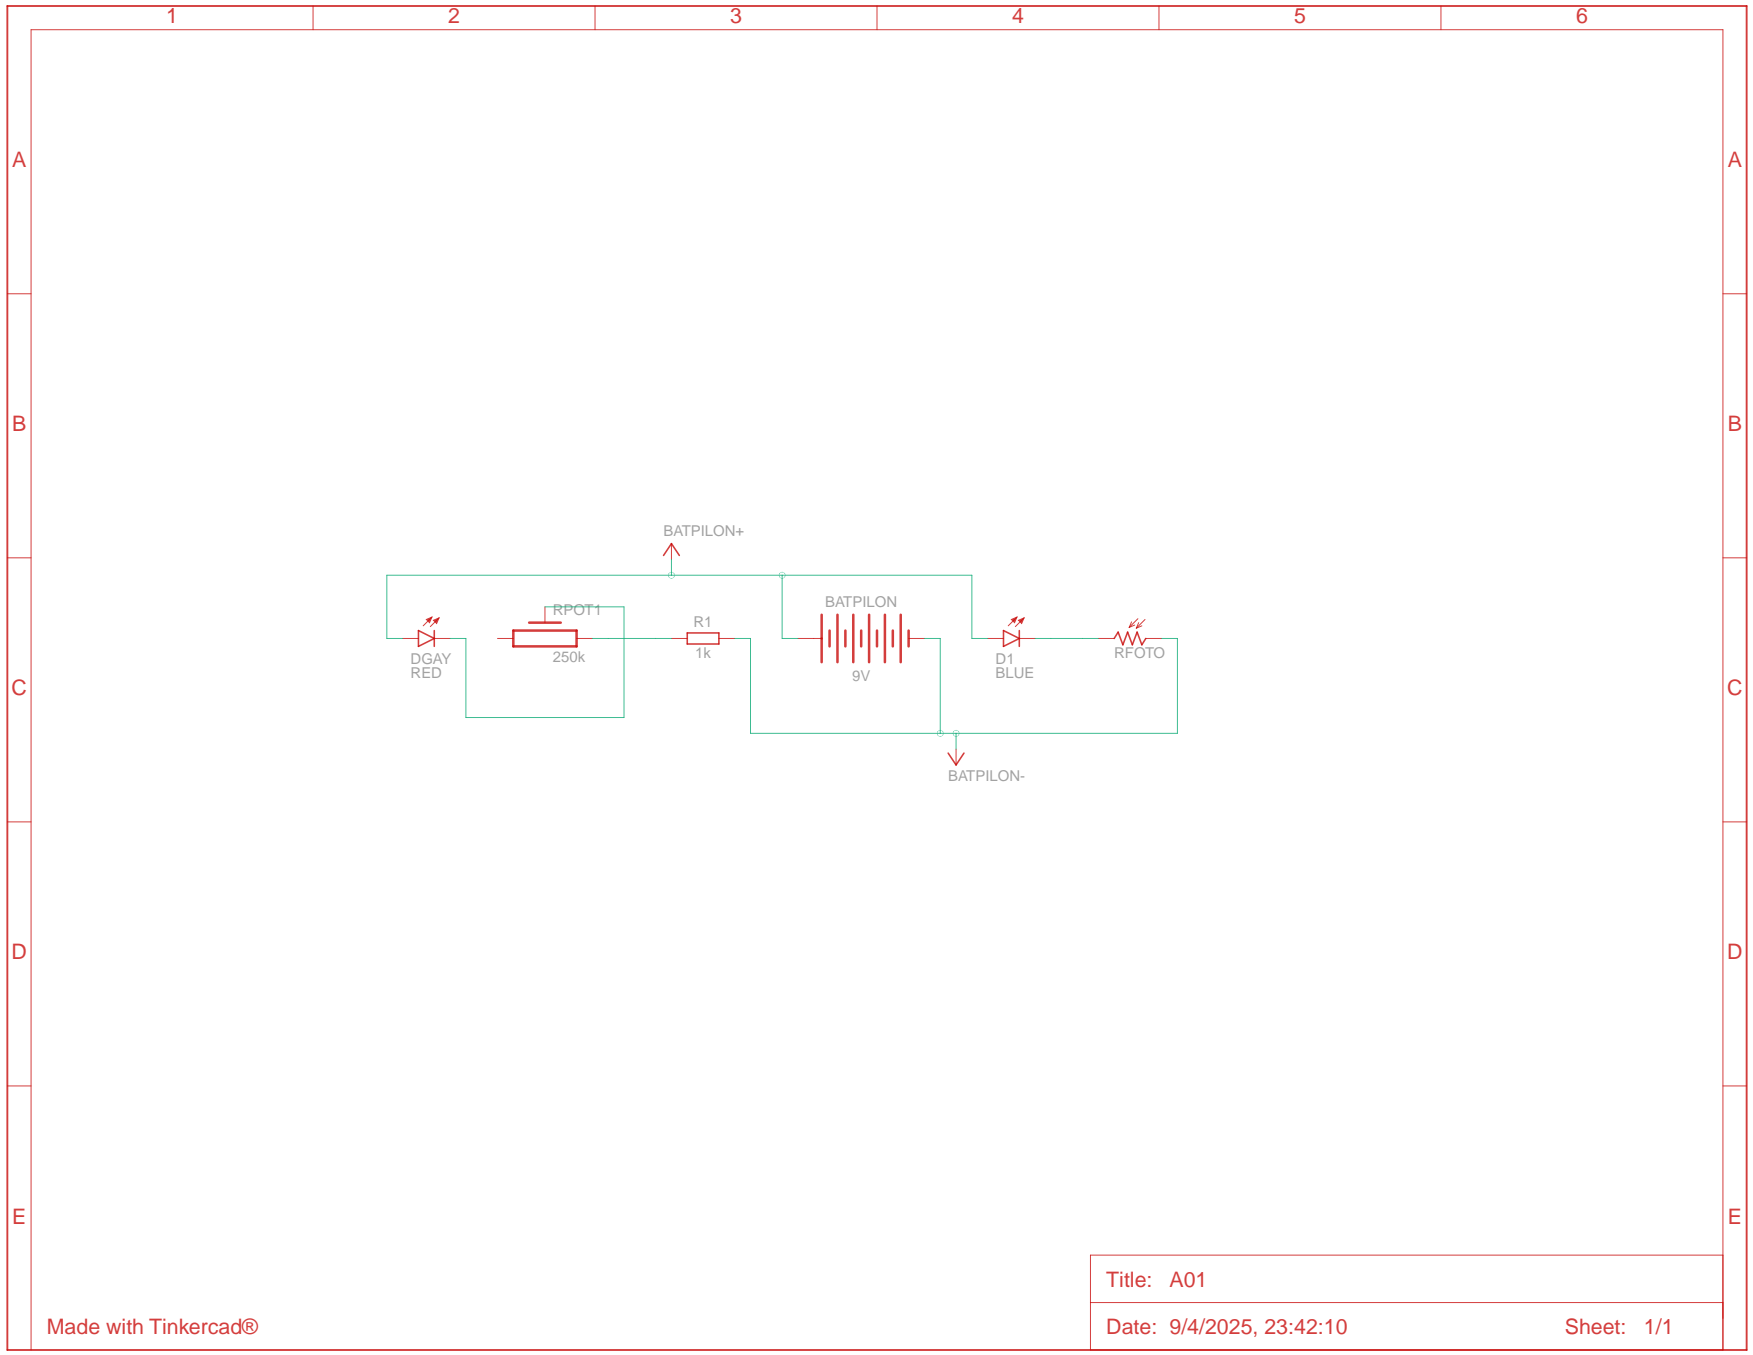 1 2 3 4 5 6
A A
B B
BATPILON+
RPOT1
BATPILON
R1
250k
1k
DGAY
RED
9V
D1
BLUE
RFOTO
C C
BATPILON-
D D
E E
Title: A01
Made with Tinkercad®
Date: 9/4/2025, 23:42:10 Sheet: 1/1